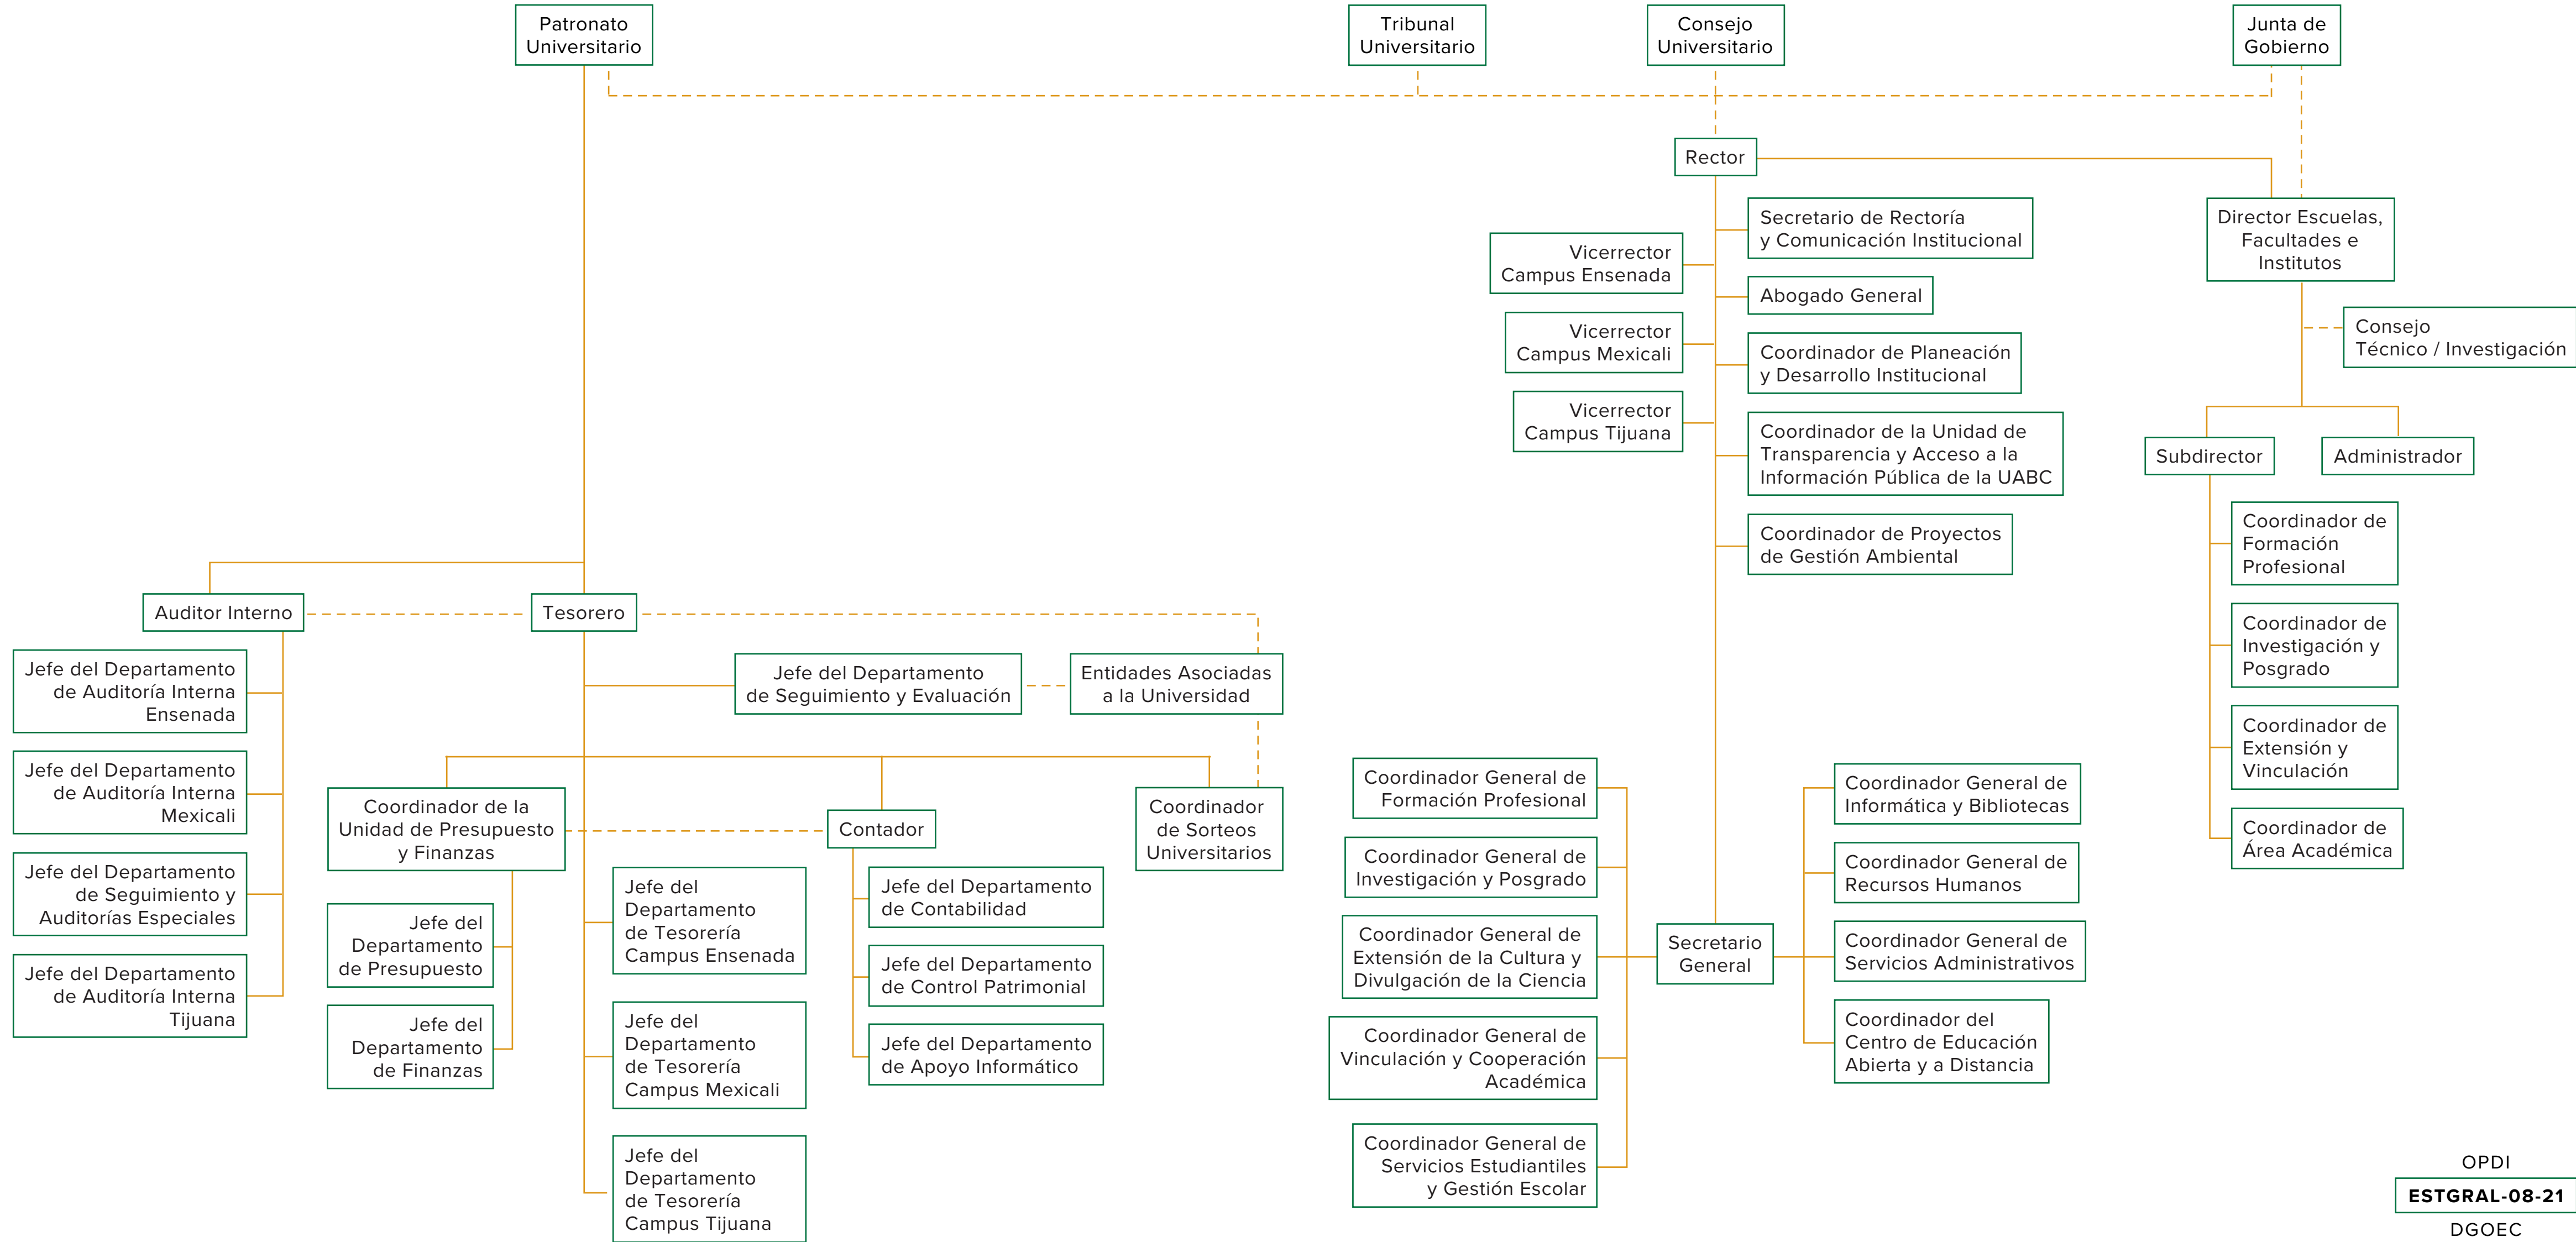 Patronato
Universitario
Tribunal
Universitario
Consejo
Universitario
Junta de
Gobierno
Rector
Secretario de Rectoría
y Comunicación Institucional
Vicerrector
Campus Ensenada
Abogado General
Vicerrector
Campus Mexicali
Coordinador de Planeación
y Desarrollo Institucional
Vicerrector
Campus Tijuana
Coordinador de la Unidad de
Transparencia y Acceso a la
Información Pública de la UABC
Coordinador de Proyectos
de Gestión Ambiental
Director Escuelas,
Facultades e
Institutos
Consejo
Técnico / Investigación
Subdirector
Administrador
Coordinador de
Formación
Profesional
Coordinador de
Investigación y
Posgrado
Coordinador de
Extensión y
Vinculación
Coordinador de
Área Académica
Auditor Interno
Tesorero
Jefe del Departamento
de Auditoría Interna
Ensenada
Jefe del Departamento
de Auditoría Interna
Mexicali
Jefe del Departamento
de Seguimiento y
Auditorías Especiales
Jefe del Departamento
de Auditoría Interna
Tijuana
Jefe del Departamento
de Seguimiento y Evaluación
Entidades Asociadas
a la Universidad
Coordinador de la
Unidad de Presupuesto
y Finanzas
Contador
Coordinador
de Sorteos
Universitarios
Jefe del
Departamento
de Presupuesto
Jefe del
Departamento
de Finanzas
Jefe del
Departamento
de Tesorería
Campus Ensenada
Jefe del
Departamento
de Tesorería
Campus Mexicali
Jefe del
Departamento
de Tesorería
Campus Tijuana
Jefe del Departamento
de Contabilidad
Jefe del Departamento
de Control Patrimonial
Jefe del Departamento
de Apoyo Informático
Coordinador General de
Formación Profesional
Coordinador General de
Investigación y Posgrado
Coordinador General de
Extensión de la Cultura y
Divulgación de la Ciencia
Coordinador General de
Vinculación y Cooperación
Académica
Coordinador General de
Servicios Estudiantiles
y Gestión Escolar
Secretario
General
Coordinador General de
Informática y Bibliotecas
Coordinador General de
Recursos Humanos
Coordinador General de
Servicios Administrativos
Coordinador del
Centro de Educación
Abierta y a Distancia
OPDI
ESTGRAL-08-21
DGOEC